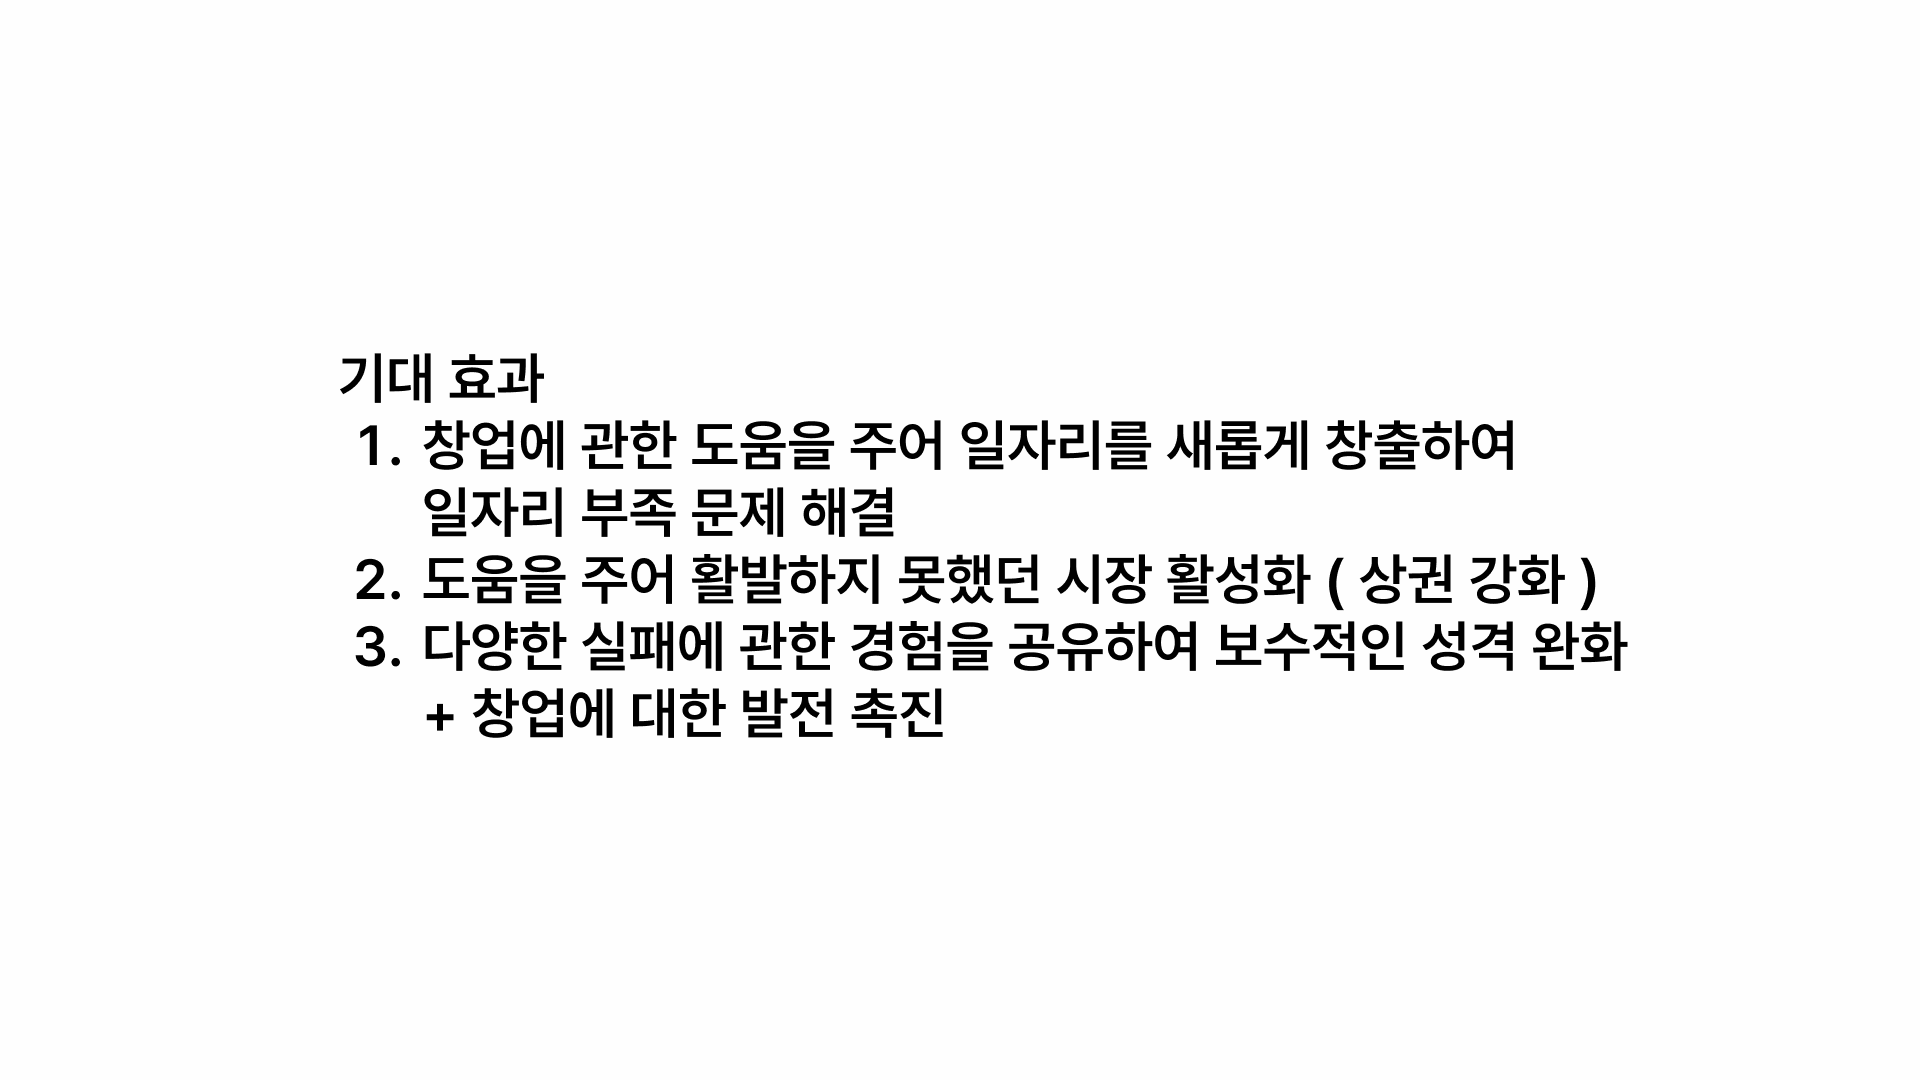 기대 효과
1. 창업에 관한 도움을 주어 일자리를 새롭게 창출하여
일자리 부족 문제 해결
2. 도움을 주어 활발하지 못했던 시장 활성화 ( 상권 강화 )
3. 다양한 실패에 관한 경험을 공유하여 보수적인 성격 완화
+ 창업에 대한 발전 촉진